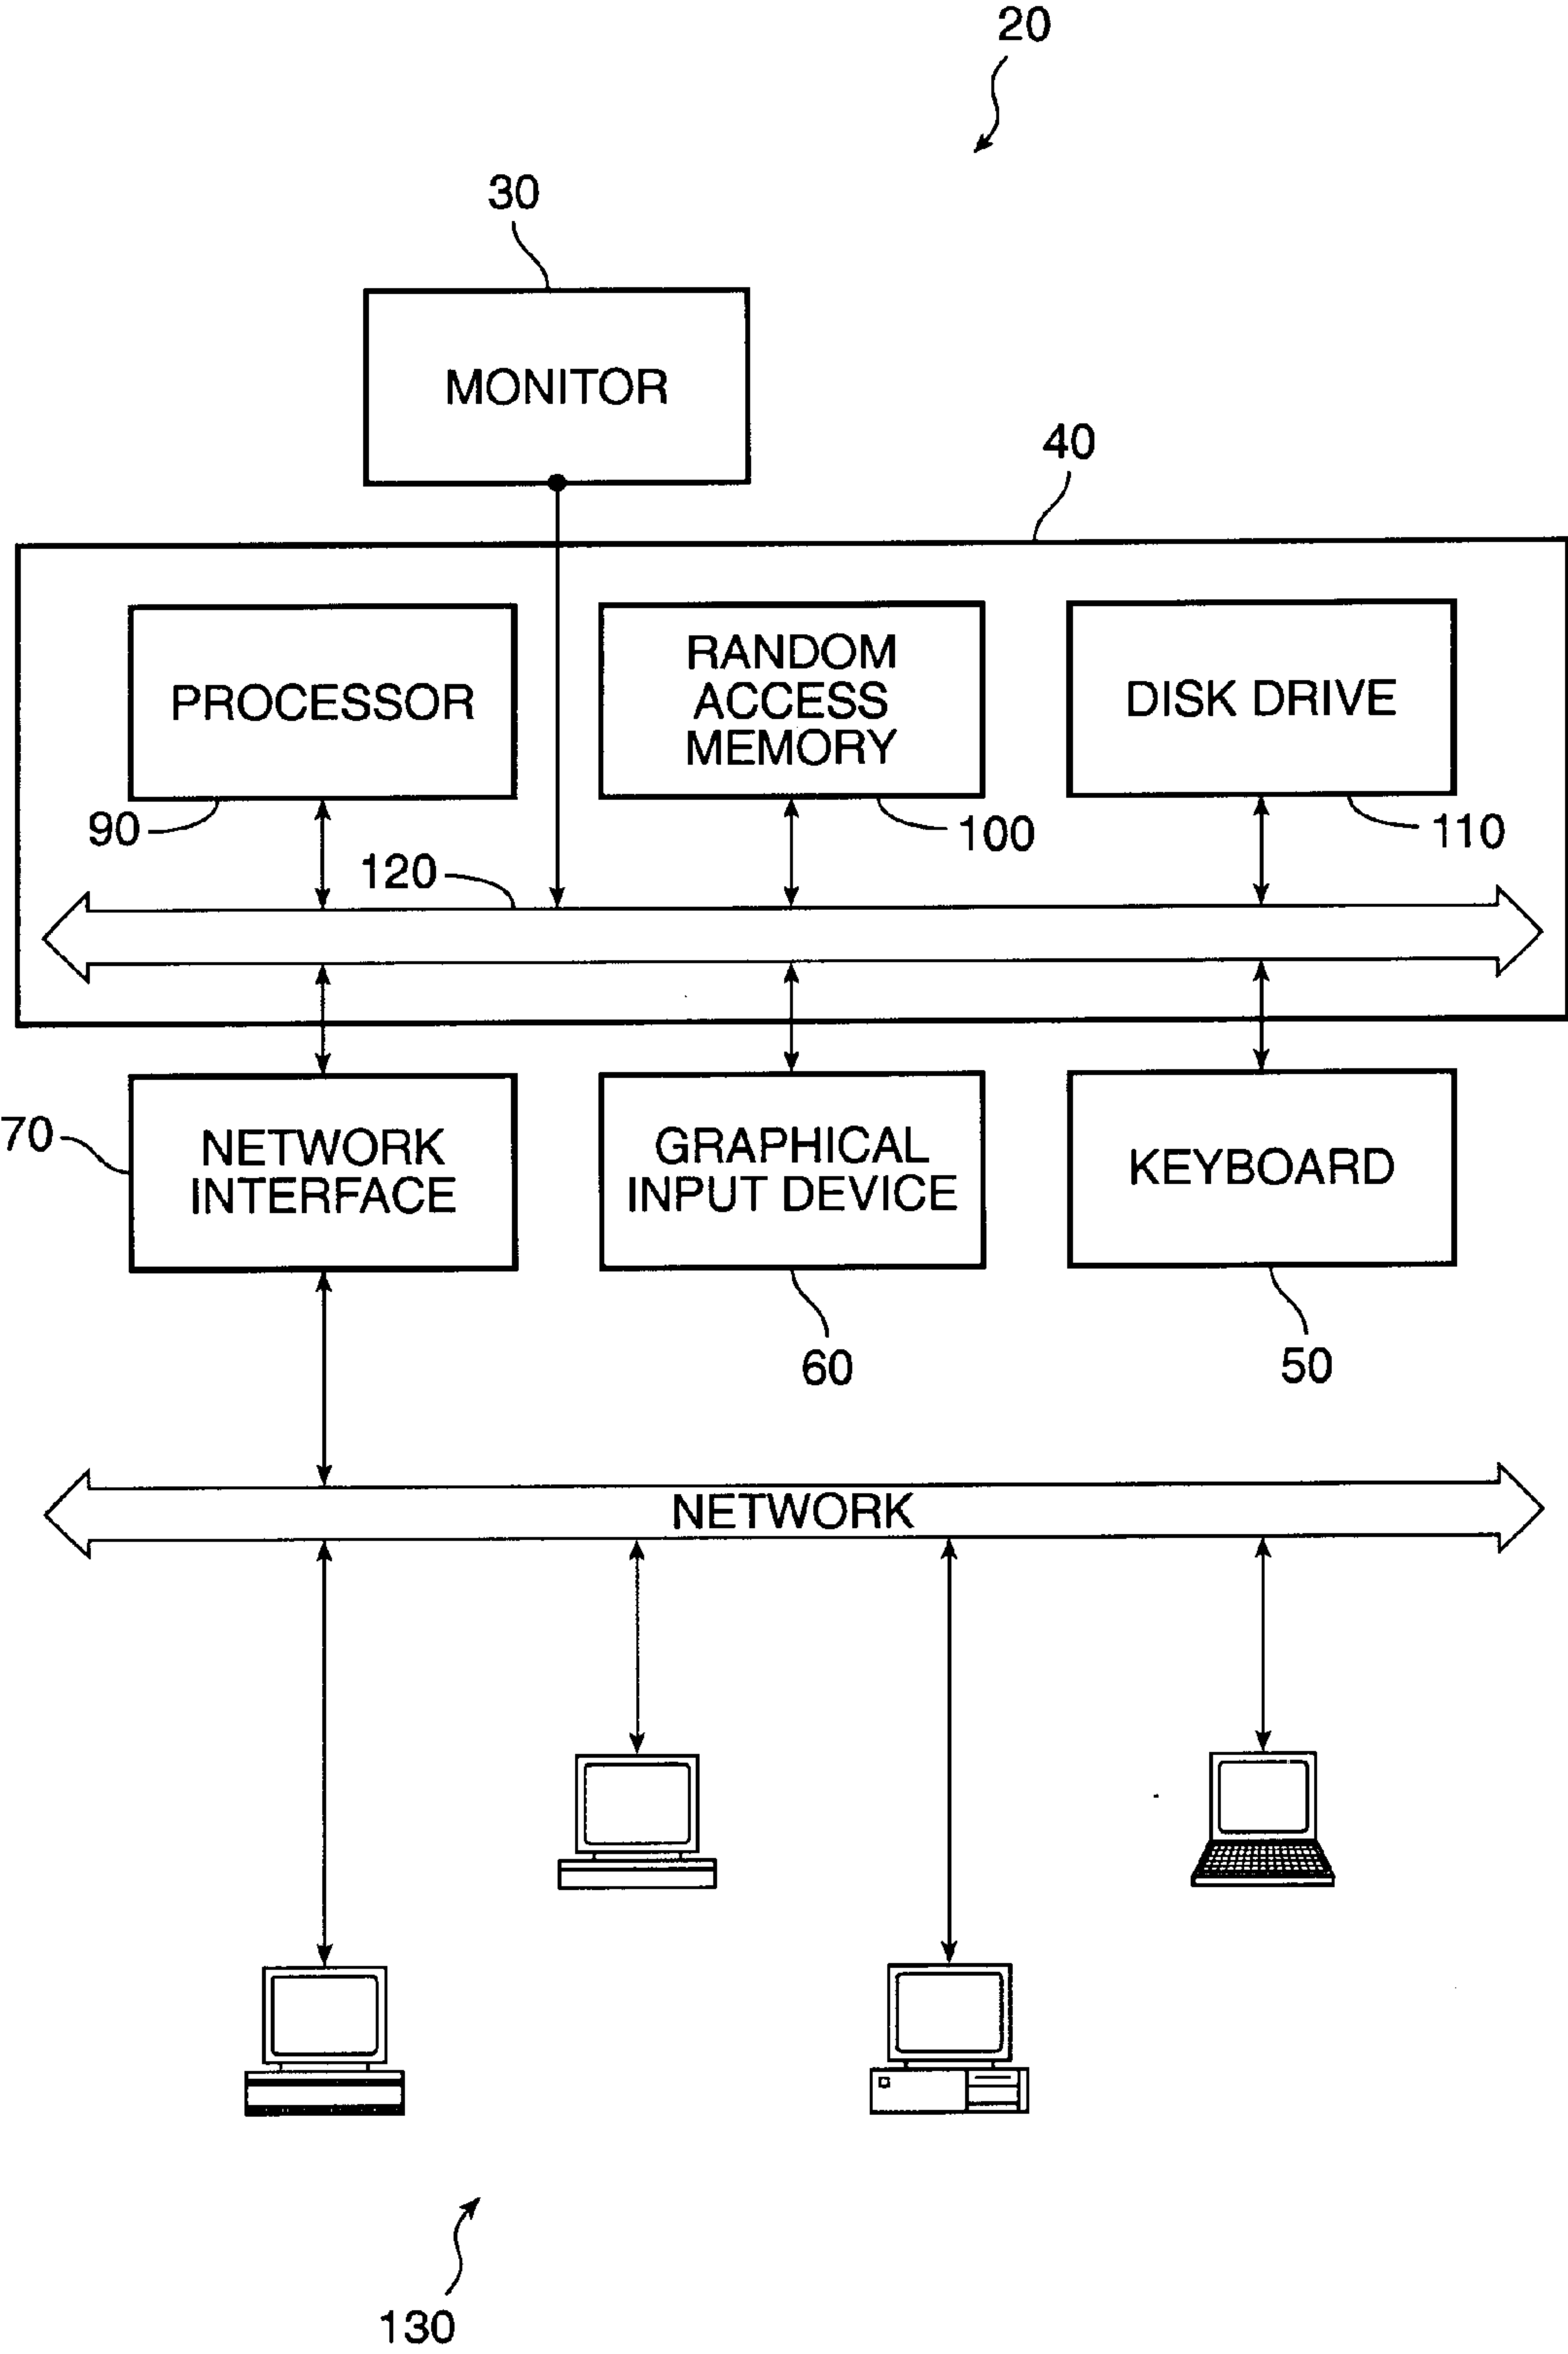 20
30
MONITOR
40
PROCESSOR
RANDOM
ACCESS
MEMORY
DISK DRIVE
90
100
110
120
70
NETWORK
INTERFACE
GRAPHICAL
INPUT DEVICE
KEYBOARD
60
50
NETWORK
130